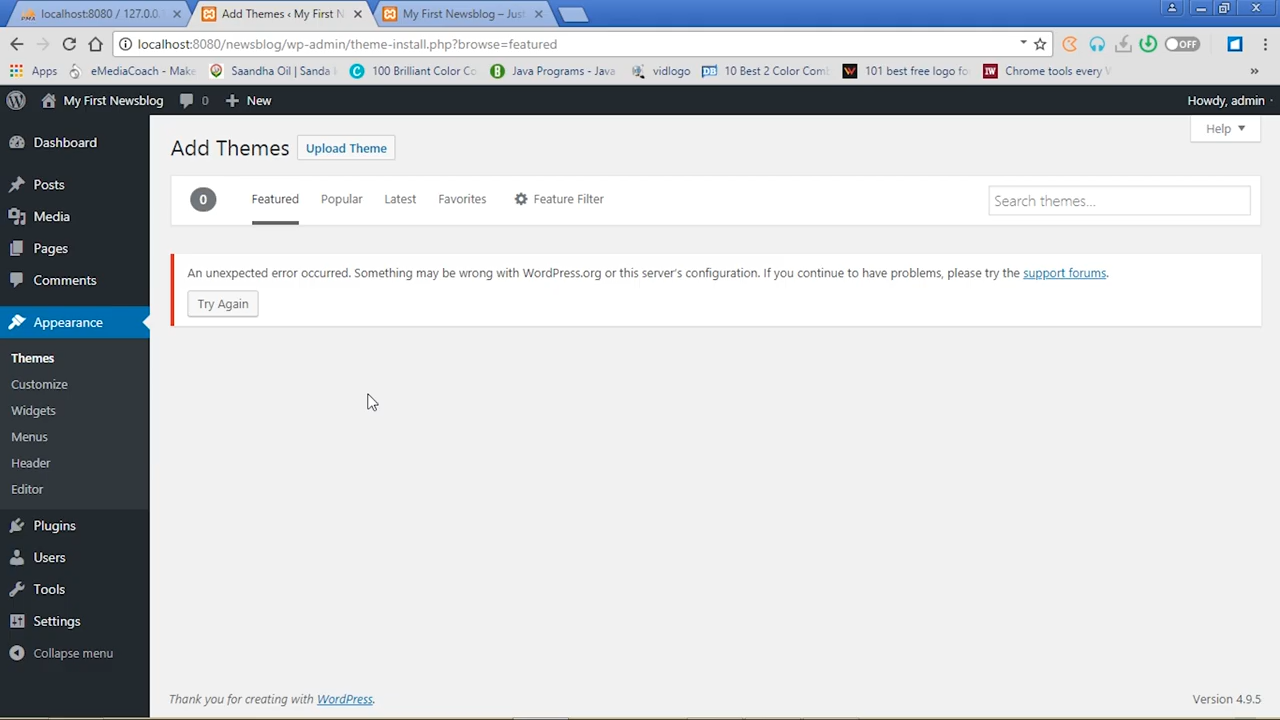 localhost:8080 / 127.0.0.
Add Themes ‹ My First N
My First Newsblog – Just
OFF
localhost:8080/newsblog/wp-admin/theme-install.php?browse=featured
Apps
eMediaCoach - Make
Saandha Oil | Sanda
100 Brilliant Color Co
Java Programs - Java
vidlogo
10 Best 2 Color Comb
101 best free logo fo
Chrome tools every
»
My First Newsblog
0
New
Howdy, admin
Dashboard
Posts
Media
Pages
Comments
Appearance
Themes
Customize
Widgets
Menus
Header
Editor
Plugins
Users
Tools
Settings
Collapse menu
Help
Add Themes
Upload Theme
0
Featured
Popular
Latest
Favorites
Feature Filter
Search themes...
An unexpected error occurred. Something may be wrong with WordPress.org or this server's configuration. If you continue to have problems, please try the support forums.
Try Again
Thank you for creating with WordPress.
Version 4.9.5